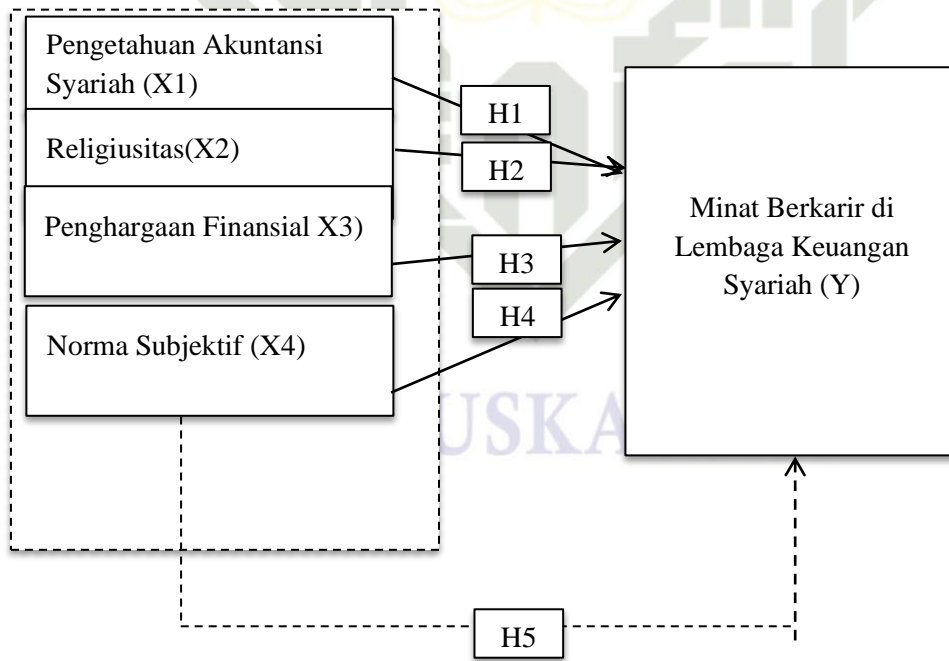 Pengetahuan Akuntansi
Syariah (X1)
H1
Religiusitas(X2)
H2
Penghargaan Finansial X3)
H3
Minat Berkarir di
Lembaga Keuangan
Syariah (Y)
H4
Norma Subjektif (X4)
USKA
H5